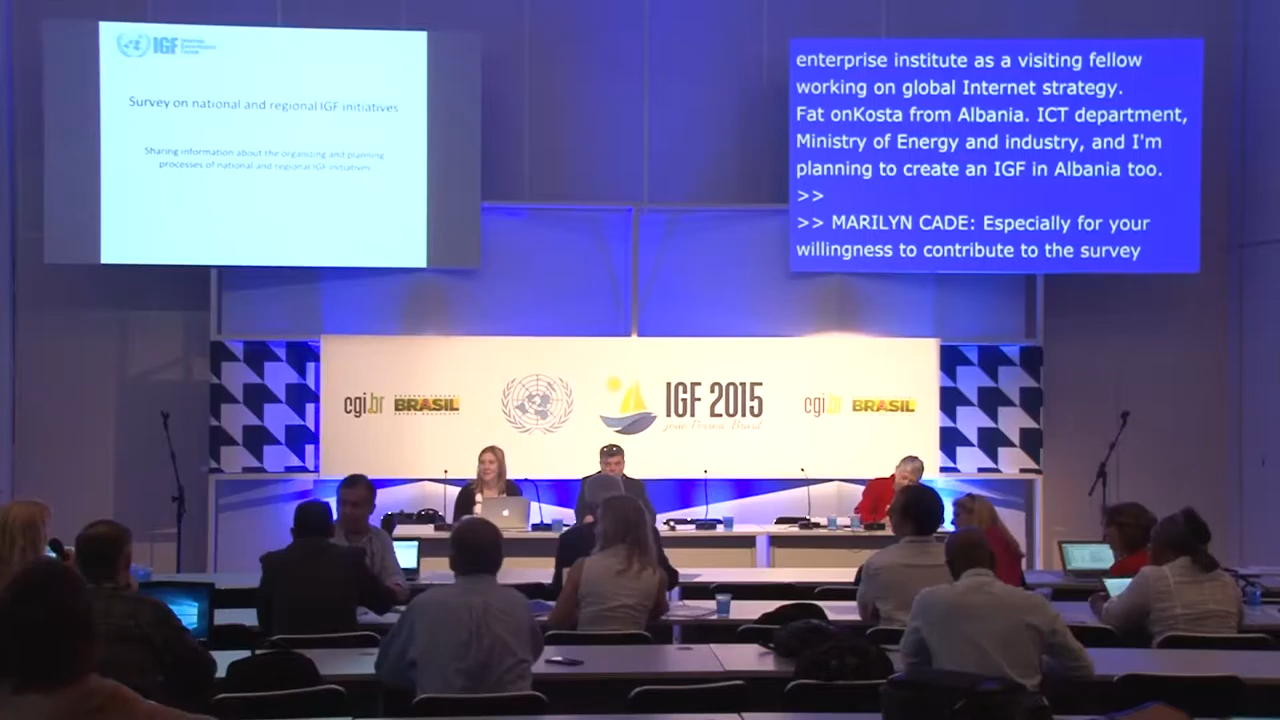 IGF
Survey on national and regional IGF initiatives
Sharing information about the organizing and planning
processes of national and regional IGF initiatives
enterprise institute as a visiting fellow
working on global Internet strategy.
Fat onKosta from Albania. ICT department,
Ministry of Energy and industry, and I'm
planning to create an IGF in Albania too.
>>
>> MARILYN CADE: Especially for your
willingness to contribute to the survey
cgi.br
BRASIL
IGF 2015
João Pessoa, Brasil
cgi.br
BRASIL